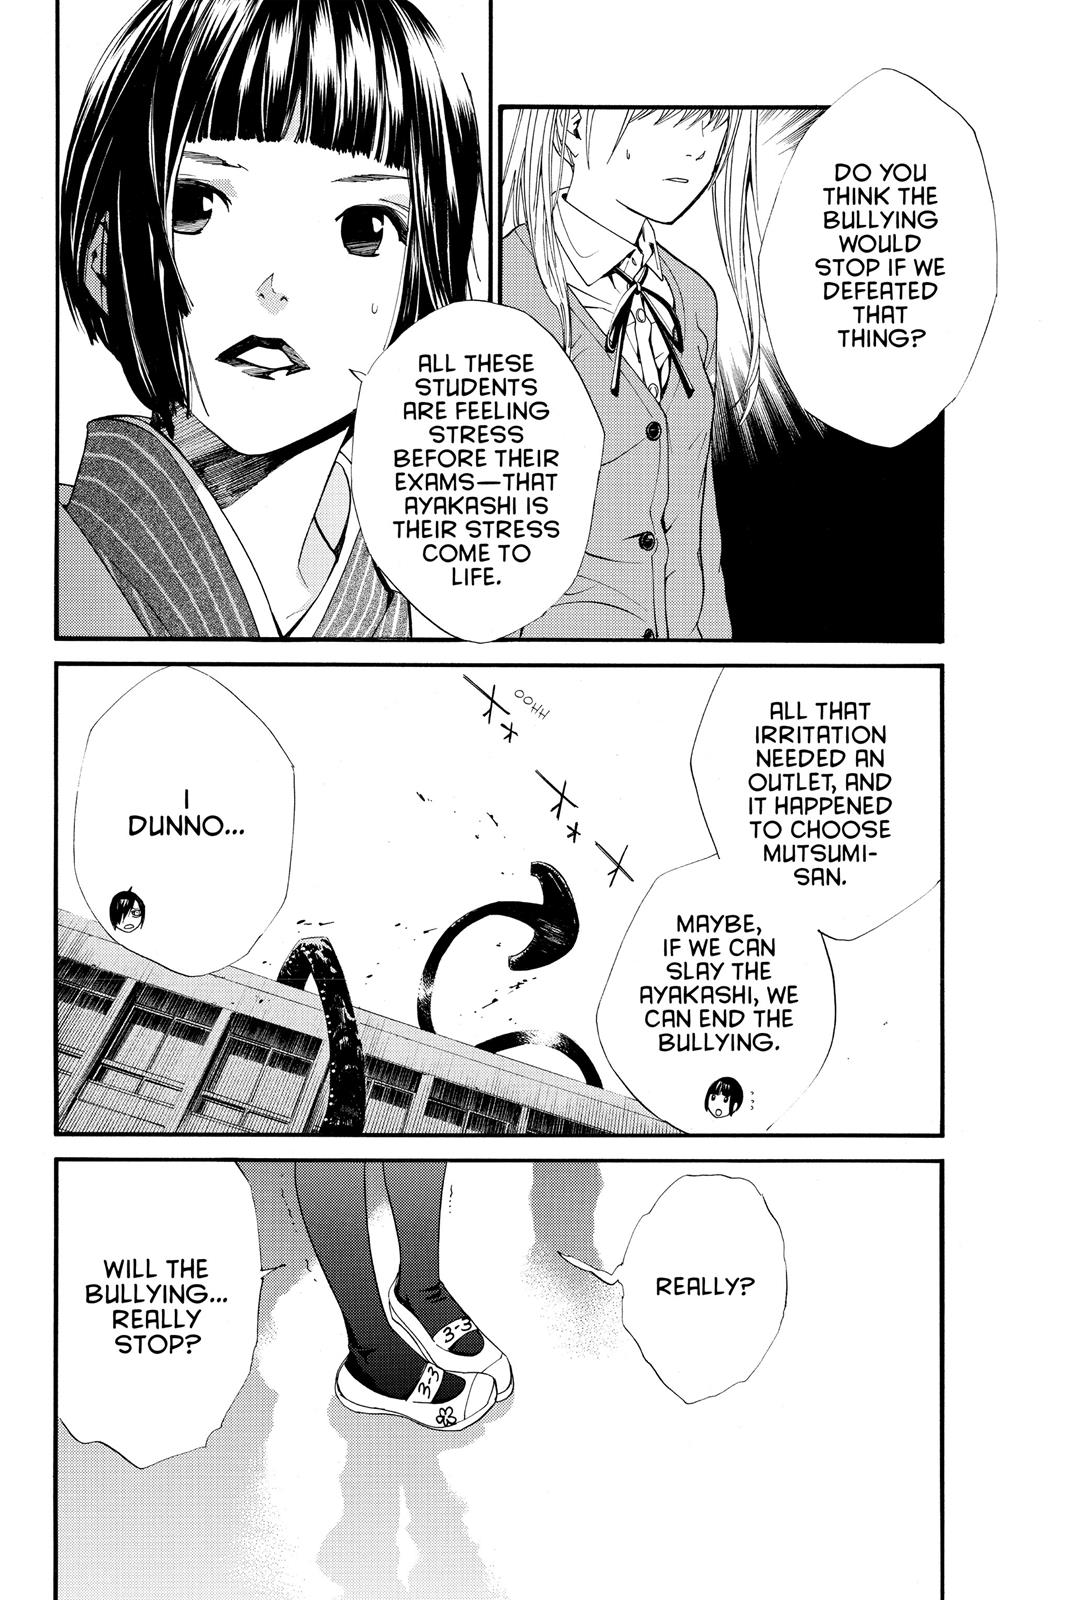 DO YOU
THINK THE
BULLYING
WOULD
STOP IF WE
DEFEATED
THAT
THING?
ALL THESE
STUDENTS
ARE FEELING
STRESS
BEFORE THEIR
EXAMS—THAT
AYAKASHI IS
THEIR STRESS
COME TO
LIFE.
ALL THAT
IRRITATION
NEEDED AN
OUTLET, AND
IT HAPPENED
TO CHOOSE
MUTSUMI-
SAN.
MAYBE,
IF WE CAN
SLAY THE
AYAKASHI, WE
CAN END THE
BULLYING.
OOHH
I
DUNNO...
REALLY?
WILL THE
BULLYING...
REALLY
STOP?
3-3
3-3